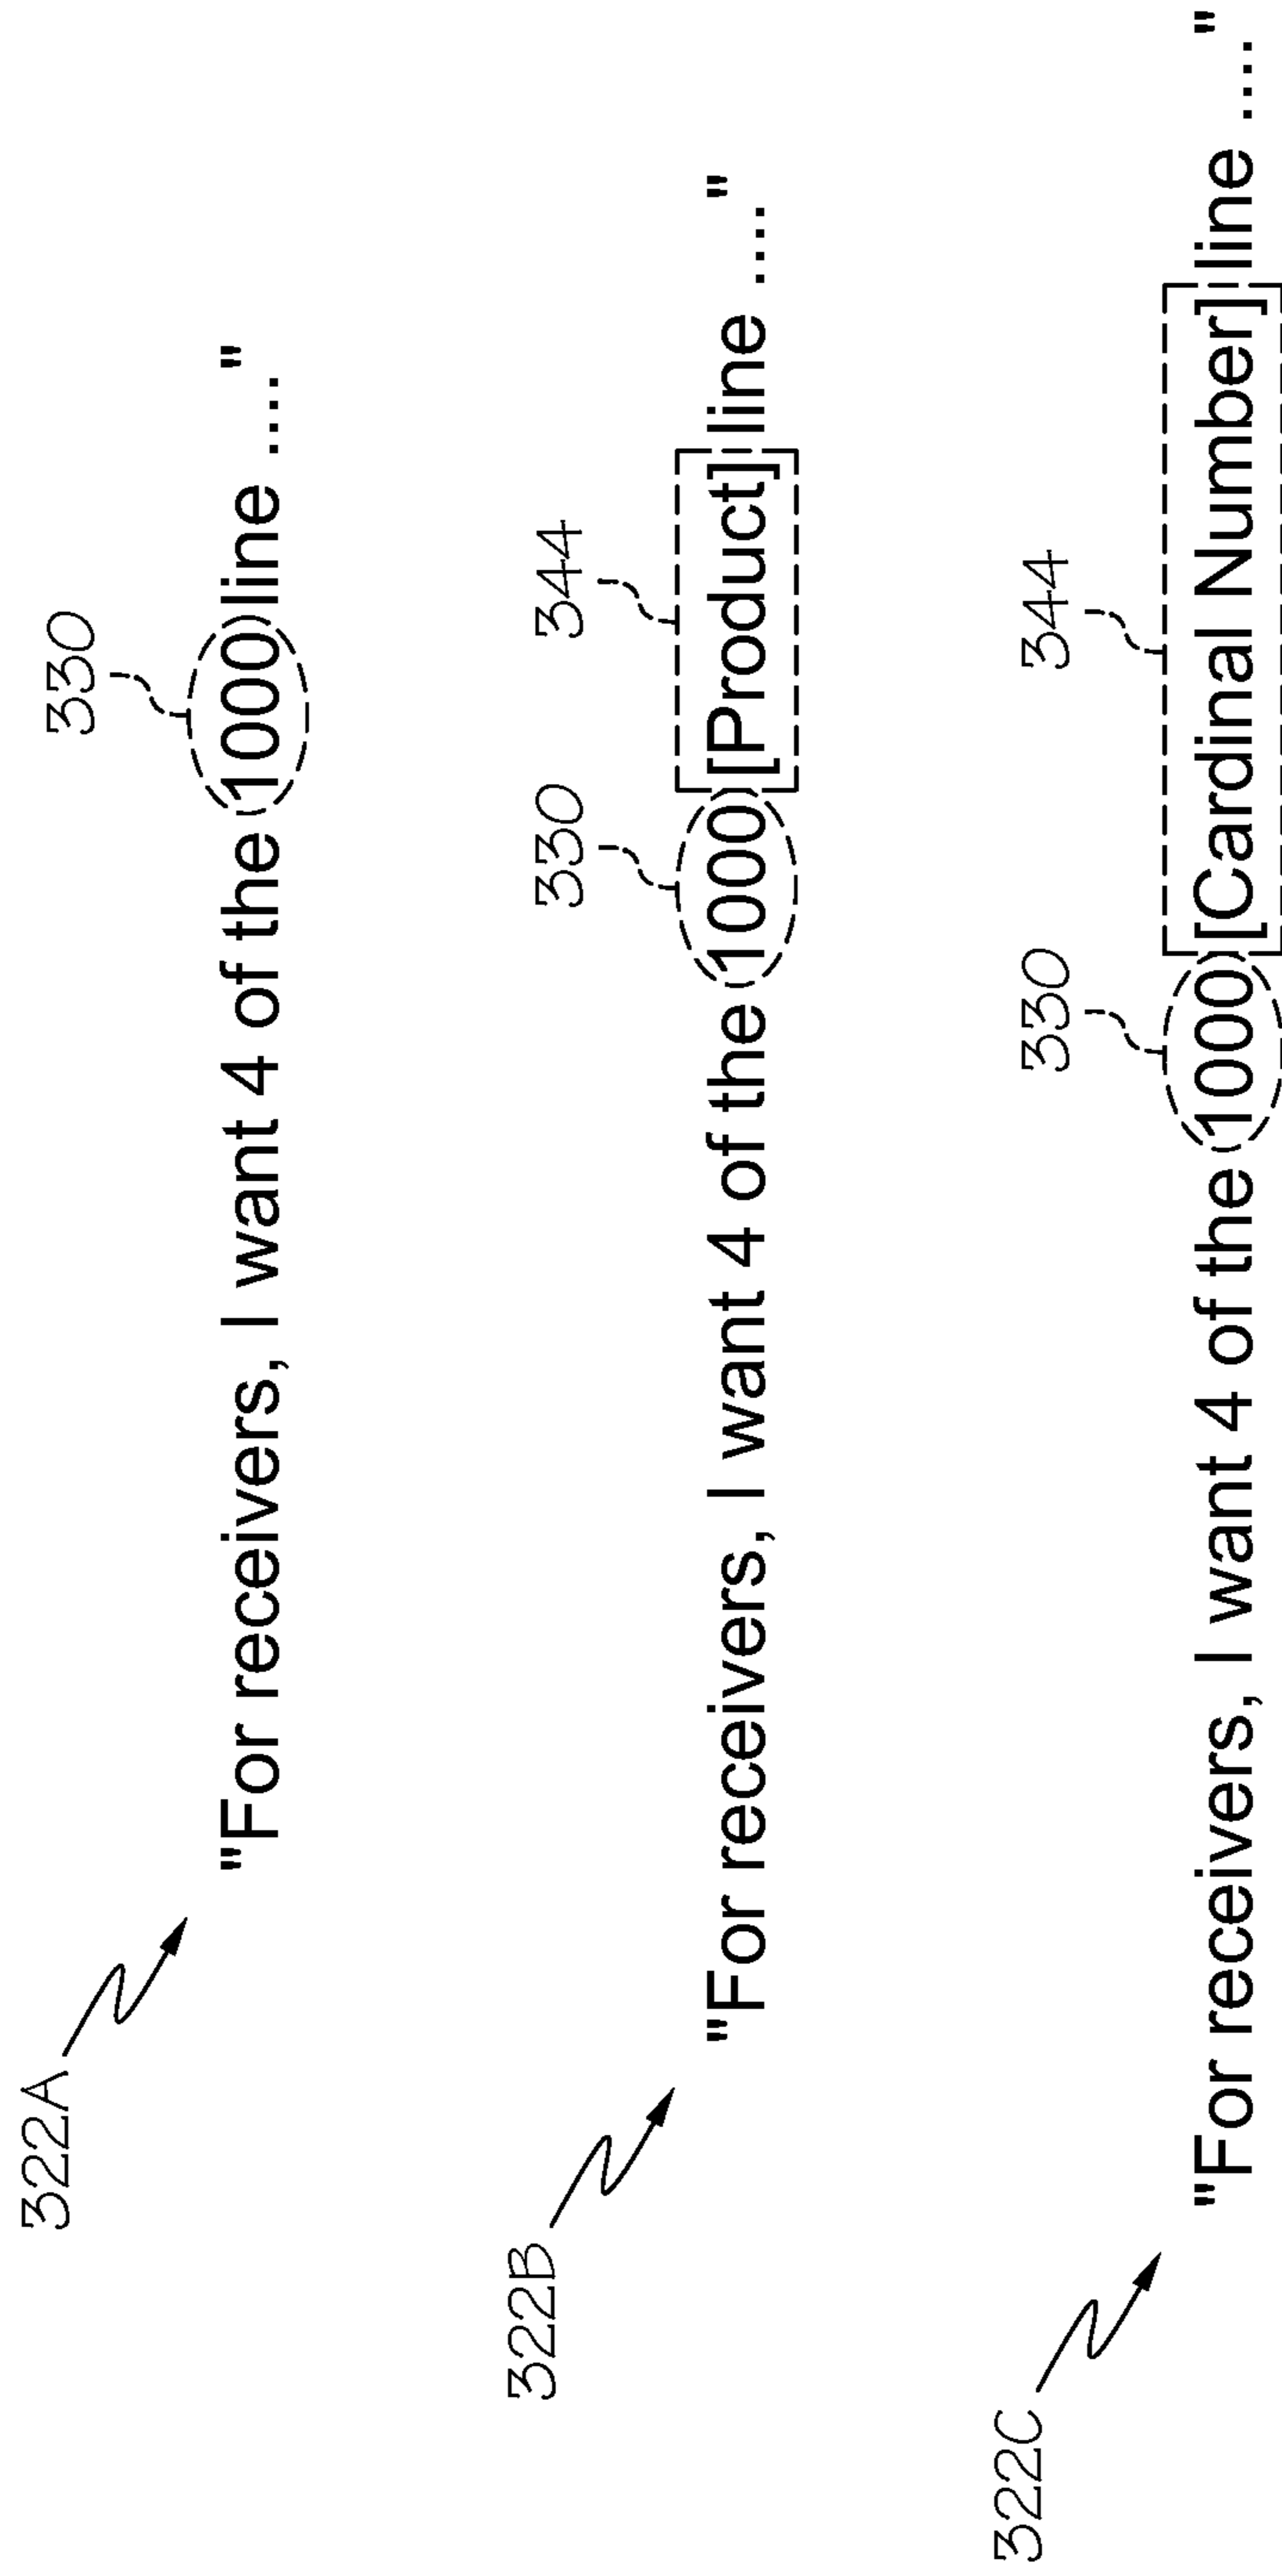 330
322A
"For receivers, I want 4 of the 1000 line ...."
330 344
322B
"For receivers, I want 4 of the 1000 [Product] line ...."
330 344
322C
"For receivers, I want 4 of the 1000 [Cardinal Number] line ...."